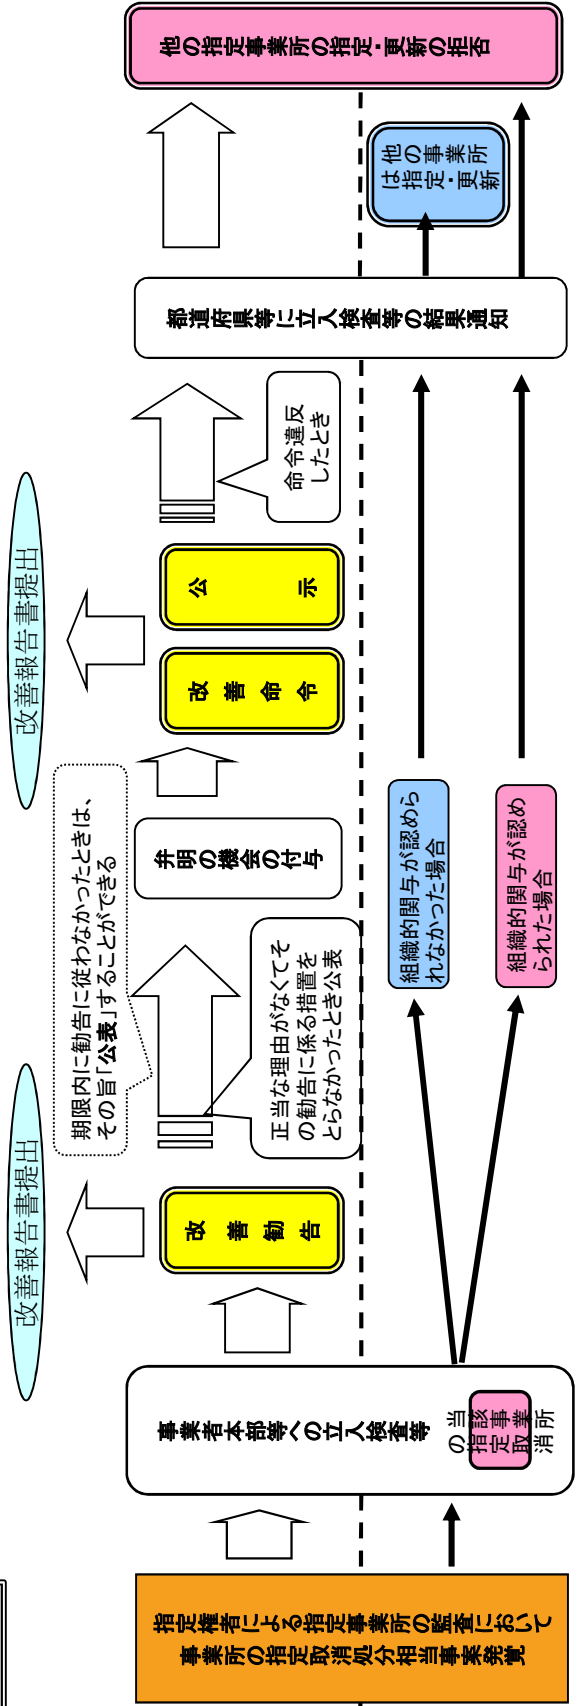 指定権者による指定事業所の監査において
事業所の指定取消処分相当事案発覚
事業者本部等への立入検査等
当該事業所
の指定取消
改善勧告
改善報告書提出
期限内に勧告に従わなかったときは、
その旨「公表」することができる
正当な理由がなくてそ
の勧告に係る措置を
とらなかったとき公表
弁明の機会の付与
改善命令
公示
改善報告書提出
命令違反
したとき
組織的関与が認めら
れなかった場合
組織的関与が認め
られた場合
都道府県等に立入検査等の結果通知
他の事業所
は指定・更新
他の指定事業所の指定・更新の拒否